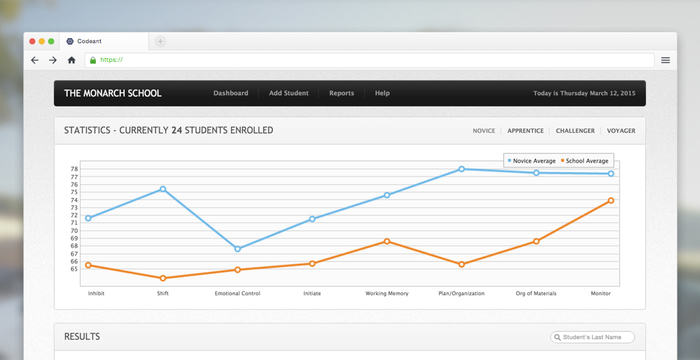 Codeant
https://
THE MONARCH SCHOOL
Dashboard
Add Student
Reports
Help
Today is Thursday March 12, 2015
STATISTICS - CURRENTLY 24 STUDENTS ENROLLED
NOVICE
APPRENTICE
CHALLENGER
VOYAGER
Novice Average
School Average
78
77
76
75
74
73
72
71
70
69
68
67
66
65
Inhibit
Shift
Emotional Control
Initiate
Working Memory
Plan/Organization
Org of Materials
Monitor
RESULTS
Student's Last Name